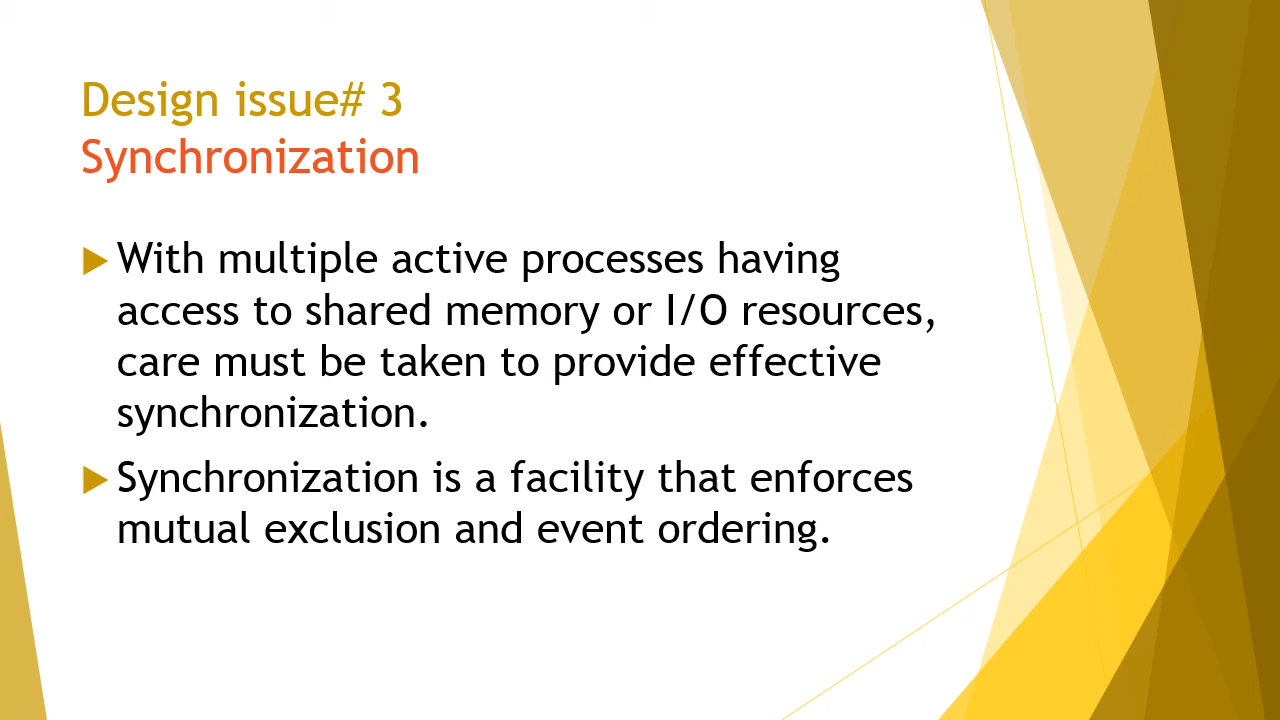 Design issue# 3
Synchronization
With multiple active processes having
access to shared memory or I/O resources,
care must be taken to provide effective
synchronization.
Synchronization is a facility that enforces
mutual exclusion and event ordering.